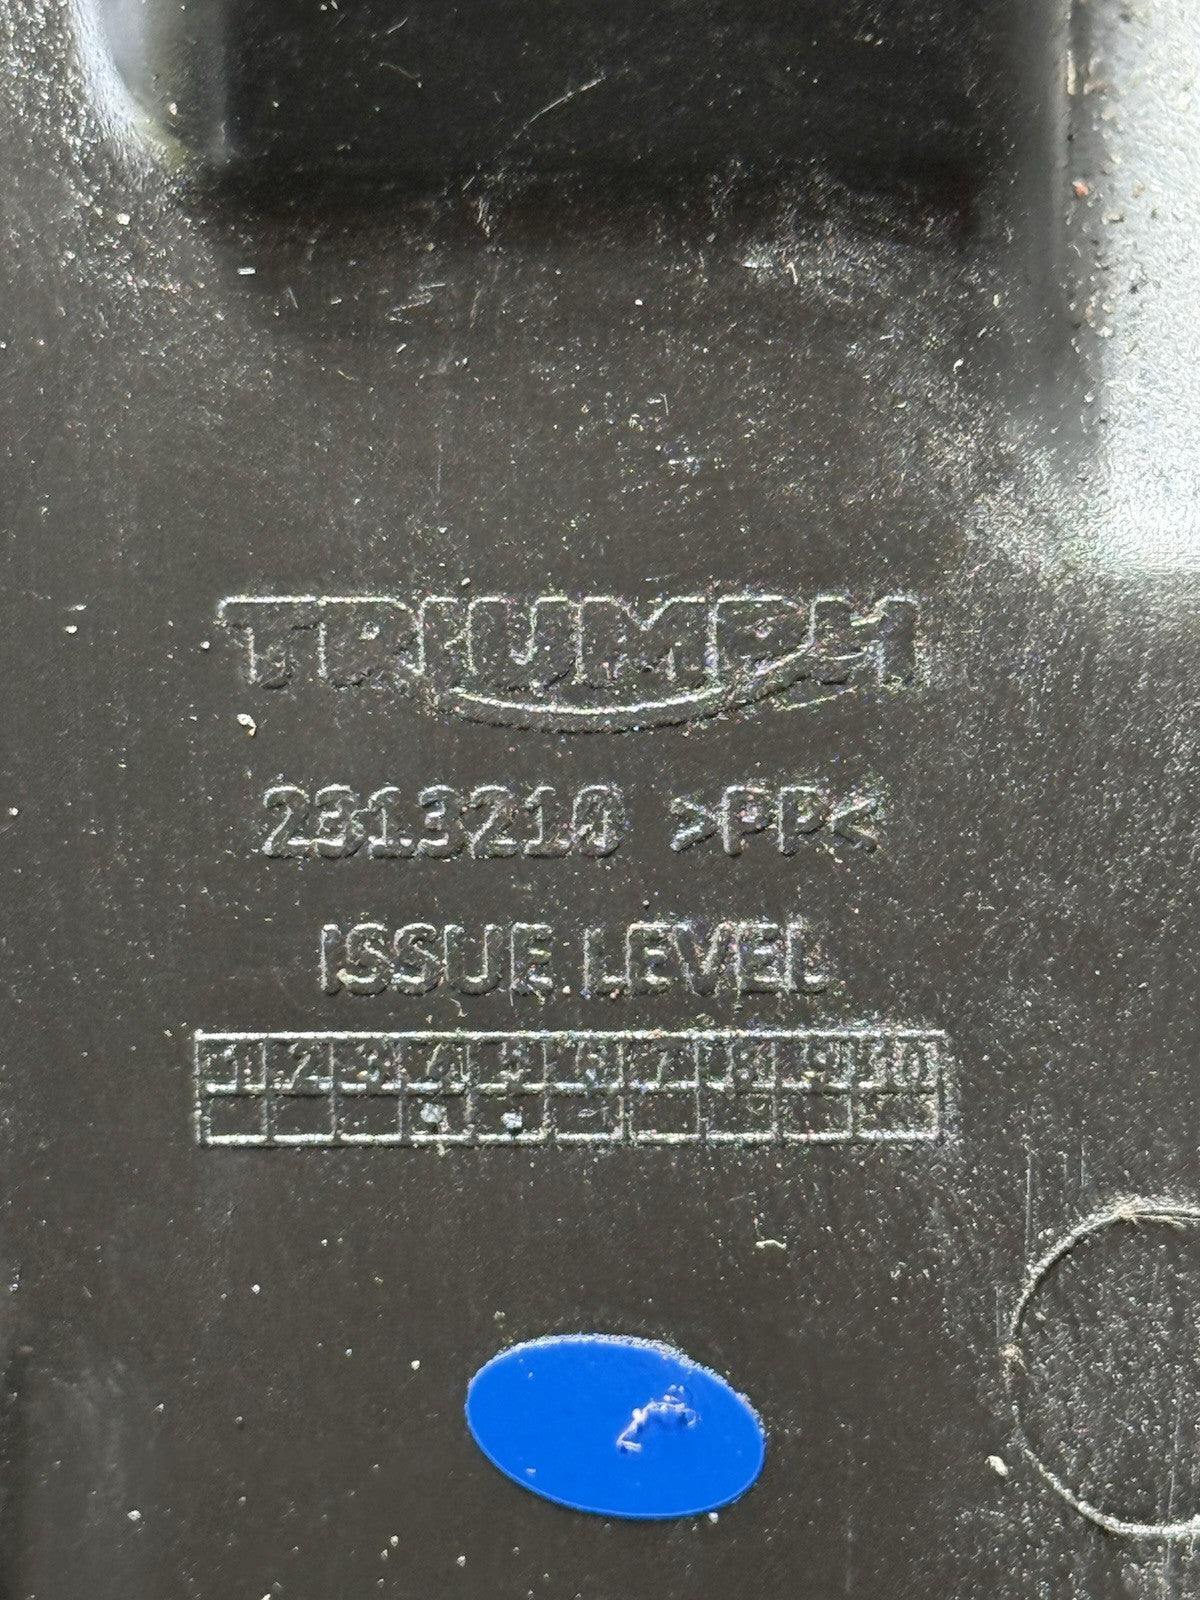 TRIUMPH
2313210 >PP<
ISSUE LEVEL
1 2 3 4 5 6 7 8 9 10